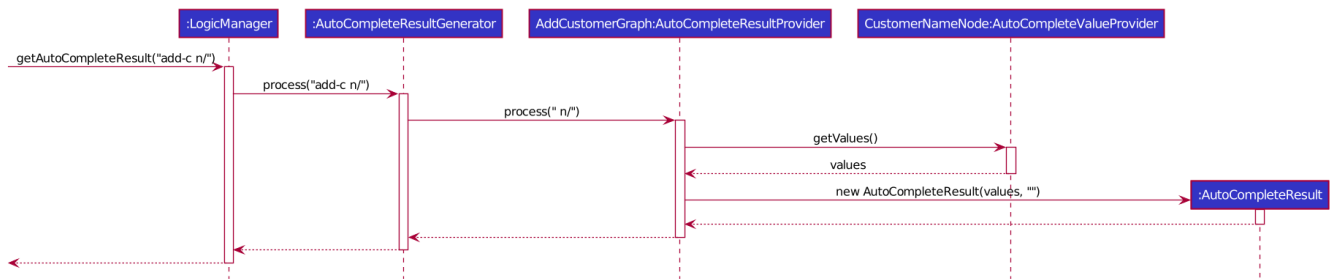 :LogicManager
:AutoCompleteResultGenerator
AddCustomerGraph:AutoCompleteResultProvider
CustomerNameNode:AutoCompleteValueProvider
getAutoCompleteResult("add-c n/")
process("add-c n/")
process(" n/")
getValues()
values
new AutoCompleteResult(values, "")
:AutoCompleteResult